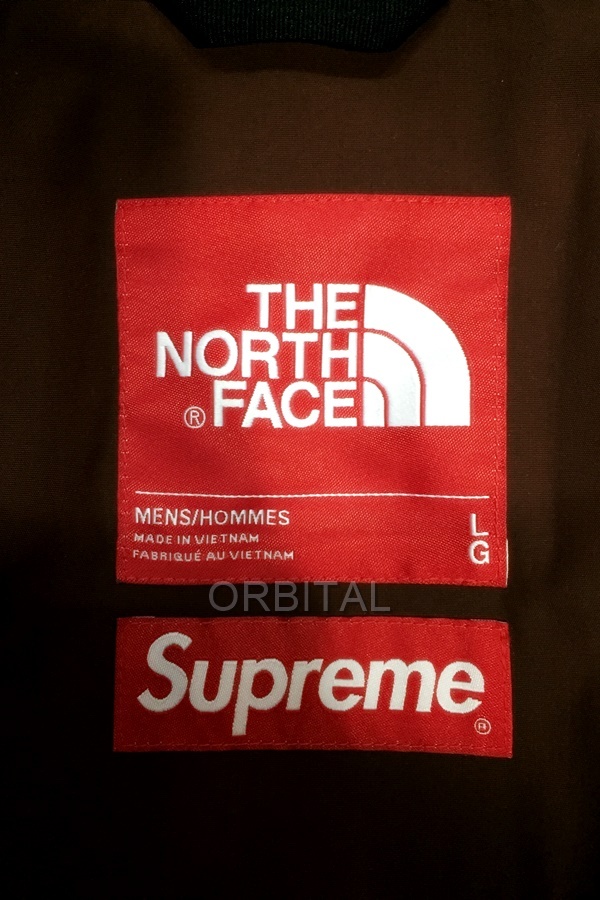 THE
NORTH
® FACE
MENS/HOMMES
MADE IN VIETNAM
FABRIQUÉ AU VIETNAM
L
G
ORBITAL
Supreme
®